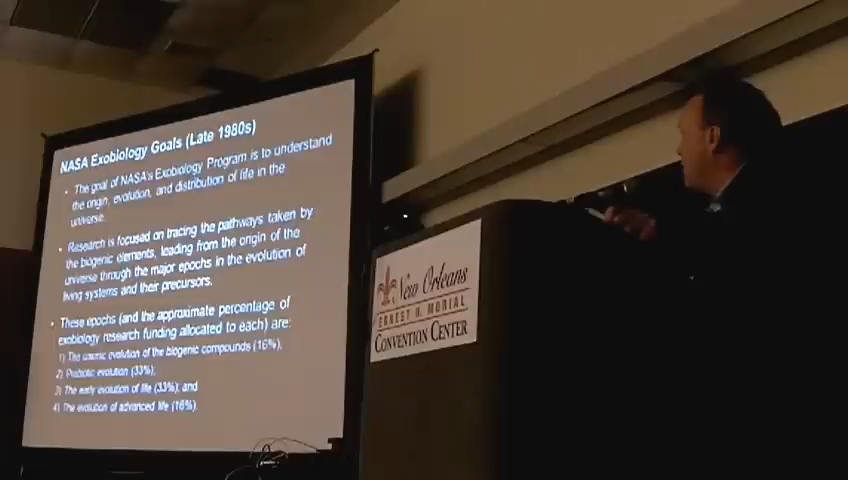 NASA Exobiology Goals (Late 1980s)
• The goal of NASA's Exobiology Program is to understand
the origin, evolution, and distribution of life in the
universe.
• Research is focused on tracing the pathways taken by
the biogenic elements, leading from the origin of the
universe through the major epochs in the evolution of
living systems and their precursors.
• These epochs (and the approximate percentage of
exobiology research funding allocated to each) are:
1) The cosmic evolution of the biogenic compounds (16%),
2) Prebiotic evolution (33%),
3) The early evolution of life (33%); and
4) The evolution of advanced life (16%).
New Orleans
ERNEST N. MORIAL
CONVENTION CENTER